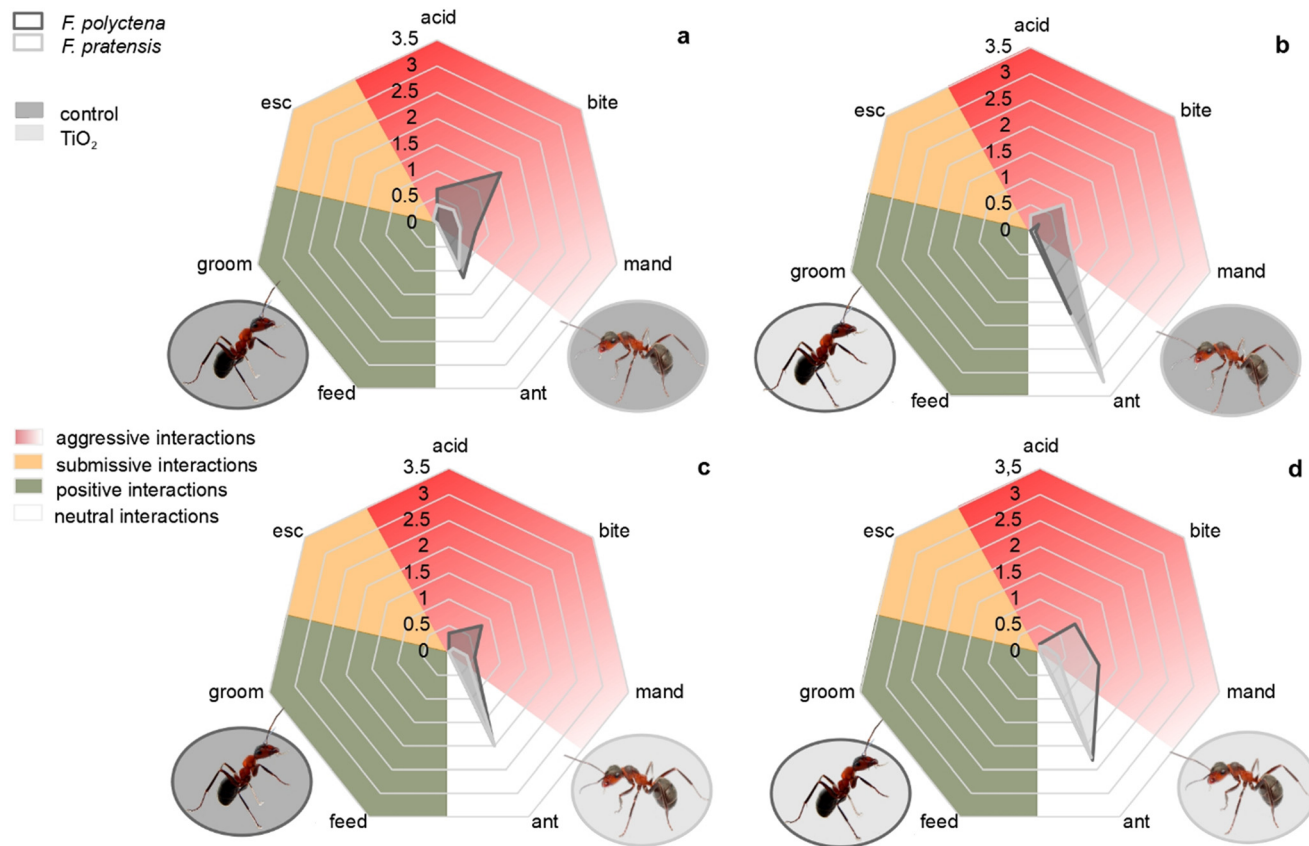 F. polyctena
F. pratensis
control
TiO₂
aggressive interactions
submissive interactions
positive interactions
neutral interactions
a
acid
3.5
3
2.5
2
1.5
1
0.5
0
bite
mand
ant
feed
groom
esc
b
acid
3.5
3
2.5
2
1.5
1
0.5
0
bite
mand
ant
feed
groom
esc
c
acid
3.5
3
2.5
2
1.5
1
0.5
0
bite
mand
ant
feed
groom
esc
d
acid
3,5
3
2.5
2
1.5
1
0.5
0
bite
mand
ant
feed
groom
esc